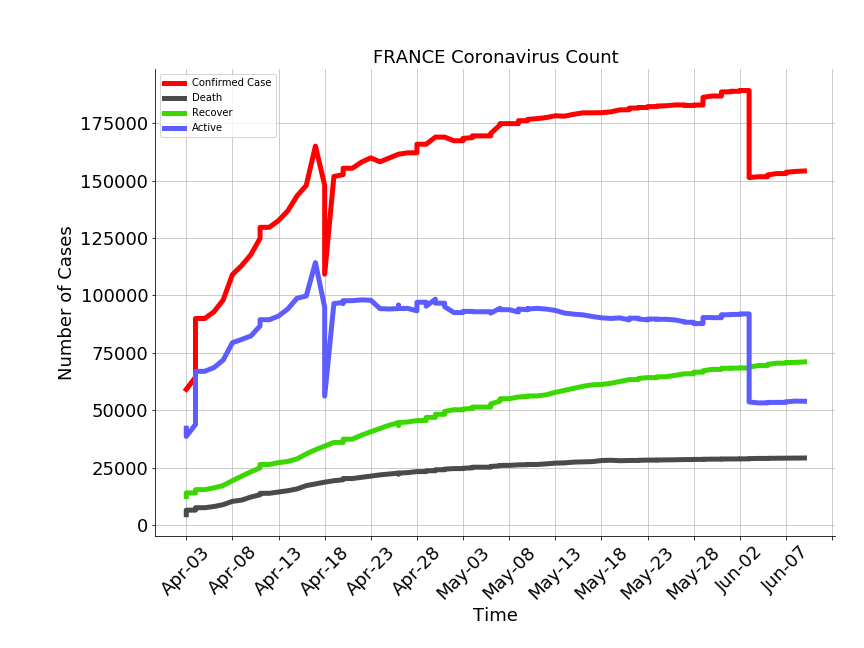 FRANCE Coronavirus Count
Confirmed Case
Death
Recover
Active
Number of Cases
175000
150000
125000
100000
75000
50000
25000
0
Apr-03
Apr-08
Apr-13
Apr-18
Apr-23
Apr-28
May-03
May-08
May-13
May-18
May-23
May-28
Jun-02
Jun-07
Time